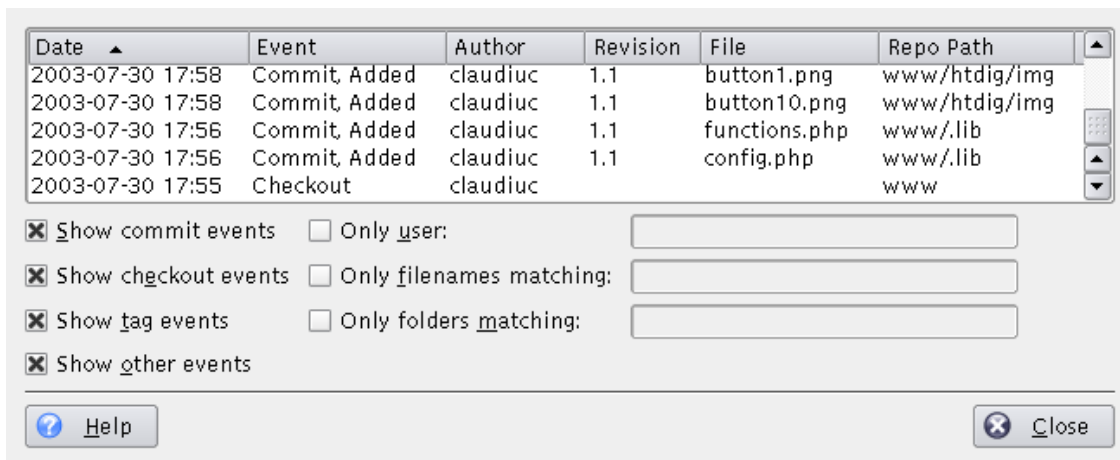 Date Event Author Revision File Repo Path
2003-07-30 17:58 Commit, Added claudiuc 1.1 button1.png www/htdig/img
2003-07-30 17:58 Commit, Added claudiuc 1.1 button10.png www/htdig/img
2003-07-30 17:56 Commit, Added claudiuc 1.1 functions.php www/.lib
2003-07-30 17:56 Commit, Added claudiuc 1.1 config.php www/.lib
2003-07-30 17:55 Checkout claudiuc www
Show commit events Only user:
Show checkout events Only filenames matching:
Show tag events Only folders matching:
Show other events
Help Close